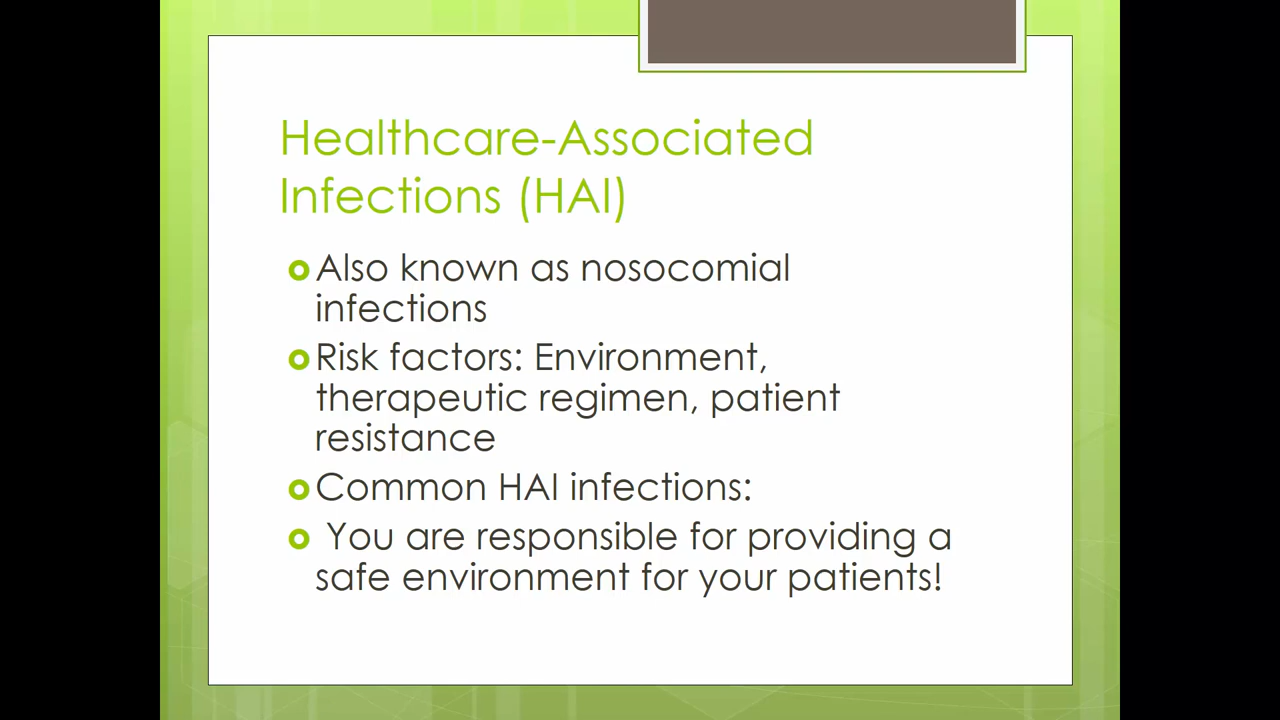 Healthcare-Associated
Infections (HAI)
Also known as nosocomial
infections
Risk factors: Environment,
therapeutic regimen, patient
resistance
Common HAI infections:
You are responsible for providing a
safe environment for your patients!